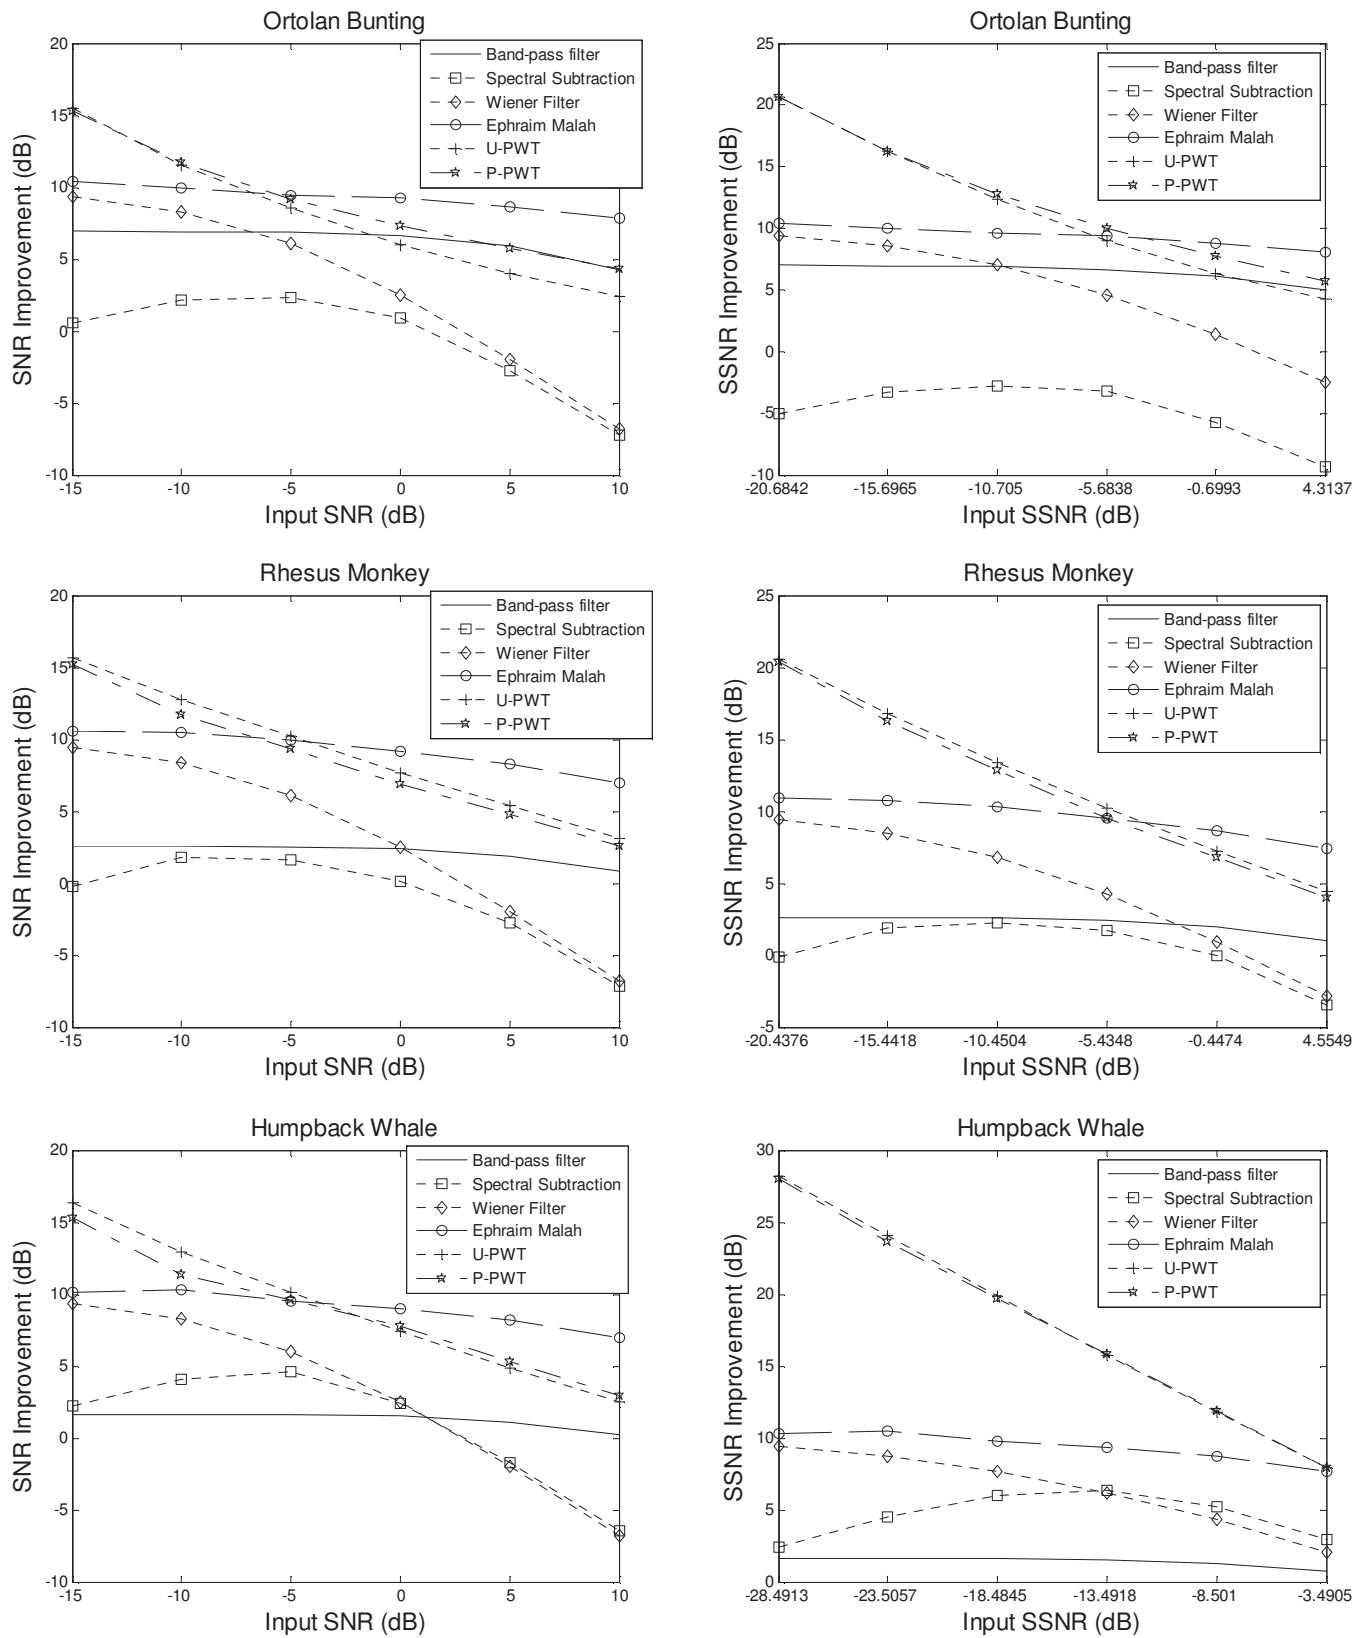 Ortolan Bunting
SNR Improvement (dB)
20
15
10
5
0
-5
-10
-15
-10
-5
0
5
10
Input SNR (dB)
Band-pass filter
Spectral Subtraction
Wiener Filter
Ephraim Malah
U-PWT
P-PWT
Ortolan Bunting
SSNR Improvement (dB)
25
20
15
10
5
0
-5
-10
-20.6842
-15.6965
-10.705
-5.6838
-0.6993
4.3137
Input SSNR (dB)
Band-pass filter
Spectral Subtraction
Wiener Filter
Ephraim Malah
U-PWT
P-PWT
Rhesus Monkey
SNR Improvement (dB)
20
15
10
5
0
-5
-10
-15
-10
-5
0
5
10
Input SNR (dB)
Band-pass filter
Spectral Subtraction
Wiener Filter
Ephraim Malah
U-PWT
P-PWT
Rhesus Monkey
SSNR Improvement (dB)
25
20
15
10
5
0
-5
-20.4376
-15.4418
-10.4504
-5.4348
-0.4474
4.5549
Input SSNR (dB)
Band-pass filter
Spectral Subtraction
Wiener Filter
Ephraim Malah
U-PWT
P-PWT
Humpback Whale
SNR Improvement (dB)
20
15
10
5
0
-5
-10
-15
-10
-5
0
5
10
Input SNR (dB)
Band-pass filter
Spectral Subtraction
Wiener Filter
Ephraim Malah
U-PWT
P-PWT
Humpback Whale
SSNR Improvement (dB)
30
25
20
15
10
5
0
-28.4913
-23.5057
-18.4845
-13.4918
-8.501
-3.4905
Input SSNR (dB)
Band-pass filter
Spectral Subtraction
Wiener Filter
Ephraim Malah
U-PWT
P-PWT